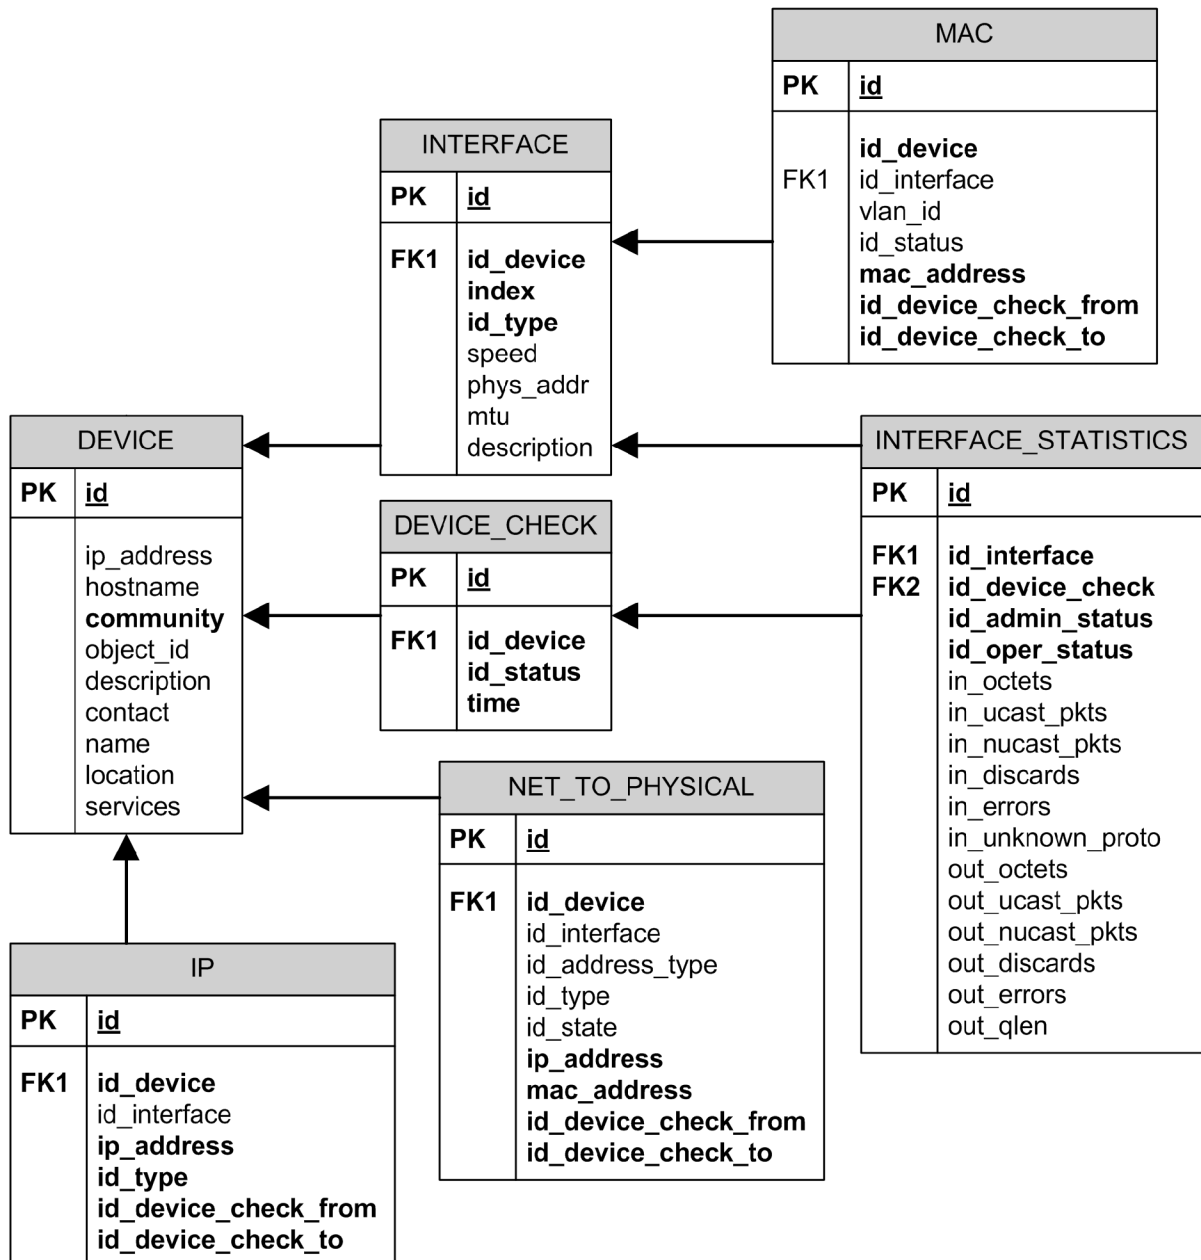 MAC
PK id
id_device
FK1 id_interface
vlan_id
id_status
mac_address
id_device_check_from
id_device_check_to
INTERFACE
PK id
FK1 id_device
index
id_type
speed
phys_addr
mtu
description
DEVICE
PK id
ip_address
hostname
community
object_id
description
contact
name
location
services
DEVICE_CHECK
PK id
FK1 id_device
id_status
time
INTERFACE_STATISTICS
PK id
FK1 id_interface
FK2 id_device_check
id_admin_status
id_oper_status
in_octets
in_ucast_pkts
in_nucast_pkts
in_discards
in_errors
in_unknown_proto
out_octets
out_ucast_pkts
out_nucast_pkts
out_discards
out_errors
out_qlen
NET_TO_PHYSICAL
PK id
FK1 id_device
id_interface
id_address_type
id_type
id_state
ip_address
mac_address
id_device_check_from
id_device_check_to
IP
PK id
FK1 id_device
id_interface
ip_address
id_type
id_device_check_from
id_device_check_to